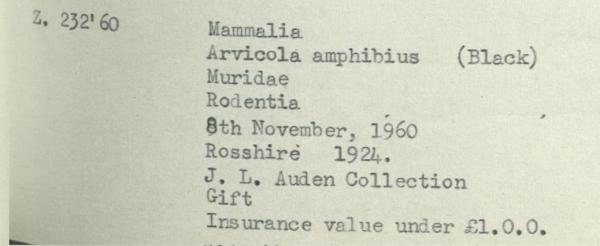 Z. 232'60
Mammalia
Arvicola amphibius (Black)
Muridae
Rodentia
8th November, 1960
Rosshire 1924.
J. L. Auden Collection
Gift
Insurance value under £1.0.0.